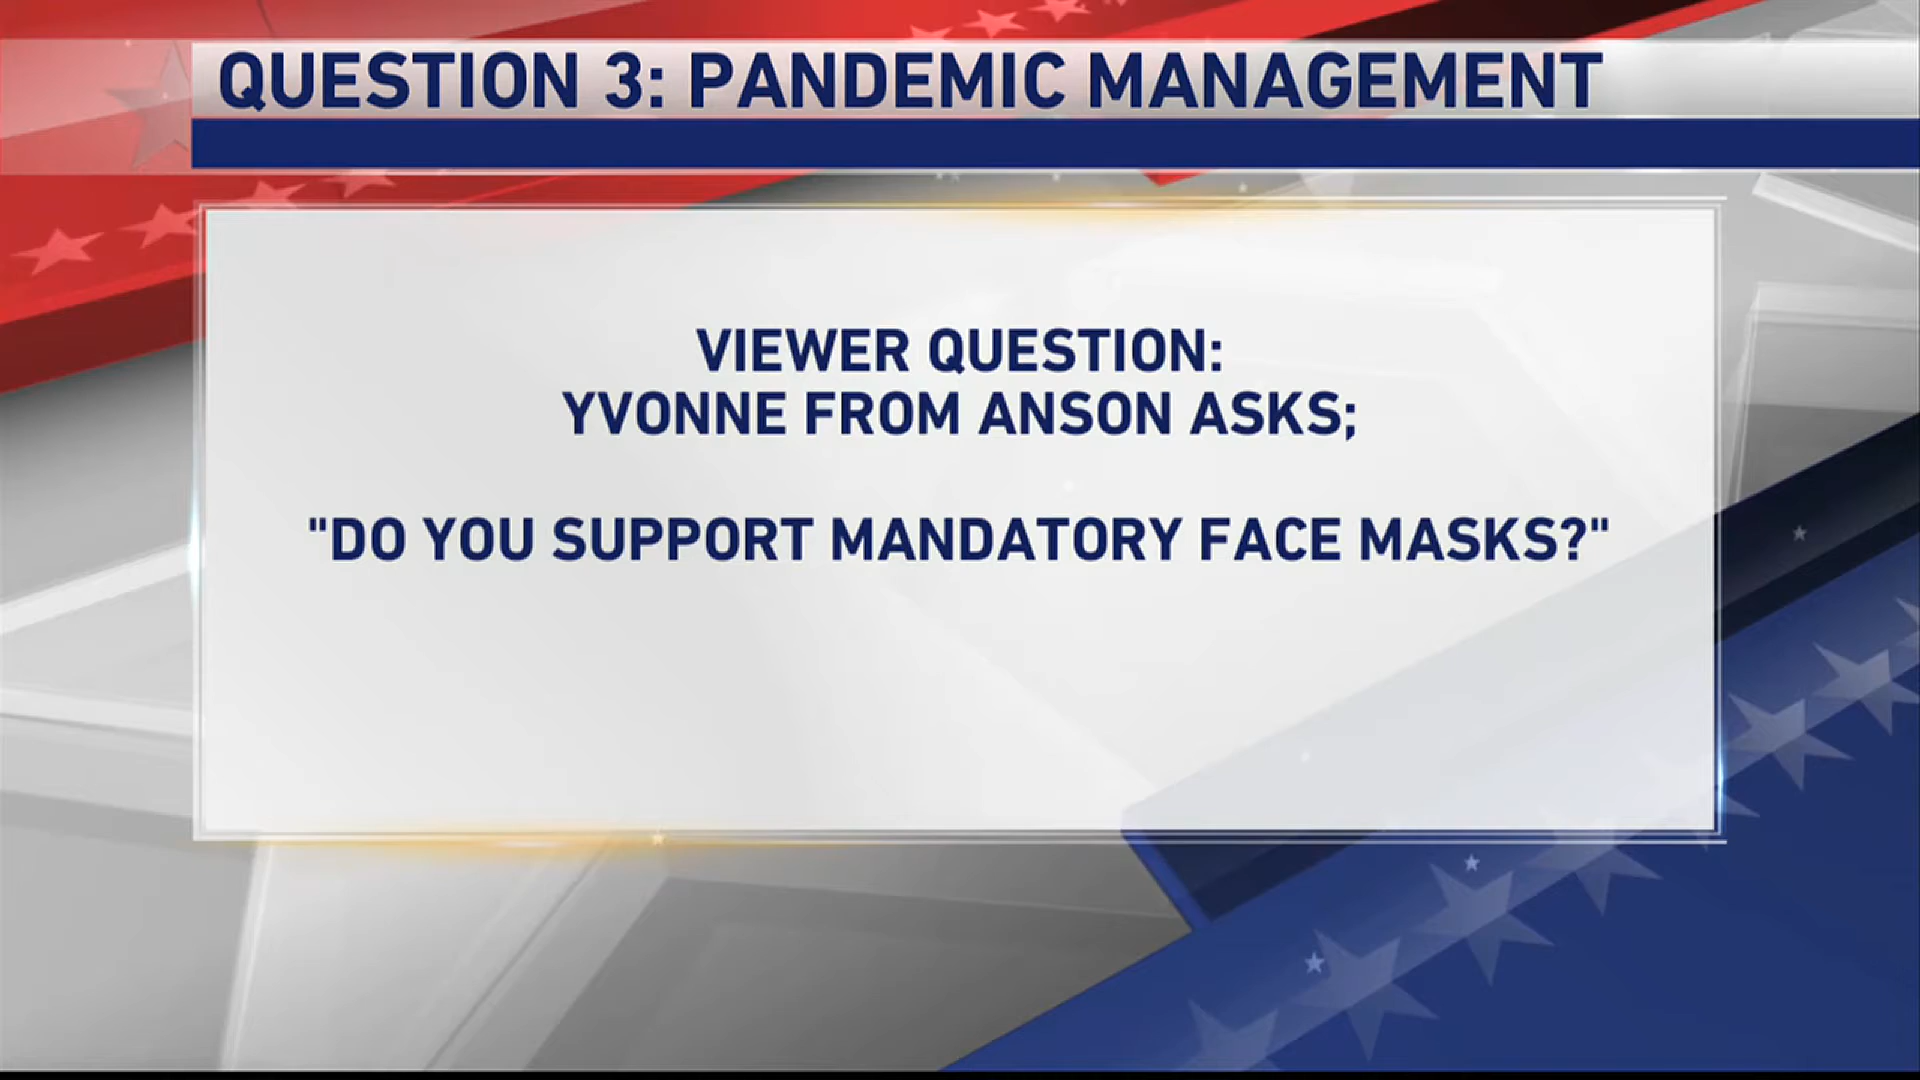 QUESTION 3: PANDEMIC MANAGEMENT
VIEWER QUESTION:
YVONNE FROM ANSON ASKS;
"DO YOU SUPPORT MANDATORY FACE MASKS?"